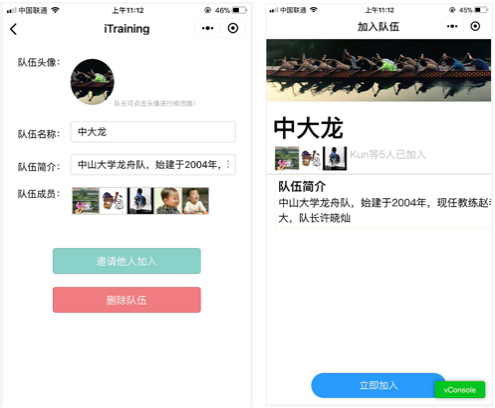 中国联通 上午11:12 46%
iTraining
队伍头像：
队长可点击头像进行修改哦！
队伍名称： 中大龙
队伍简介： 中山大学龙舟队，始建于2004年，
队伍成员：
邀请他人加入
删除队伍
中国联通 上午11:12 45%
加入队伍
中大龙
Kun等5人已加入
队伍简介
中山大学龙舟队，始建于2004年，现任教练赵
大，队长许晓灿
立即加入
vConsole